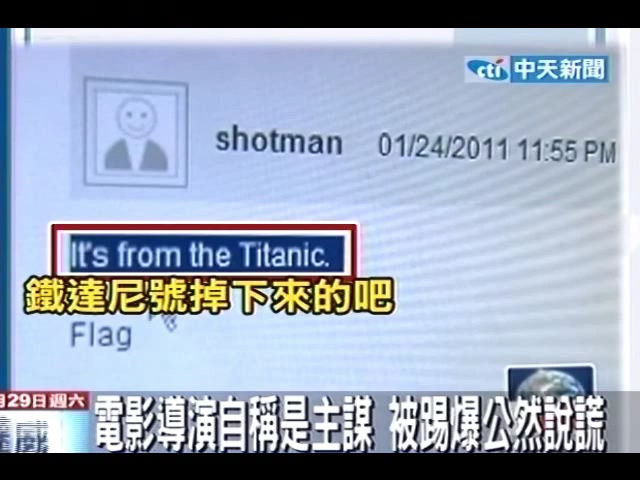 cti 中天新聞
shotman 01/24/2011 11:55 PM
It's from the Titanic.
鐵達尼號掉下來的吧
Flag
月29日週六
電影導演自稱是主謀 被踢爆公然說謊